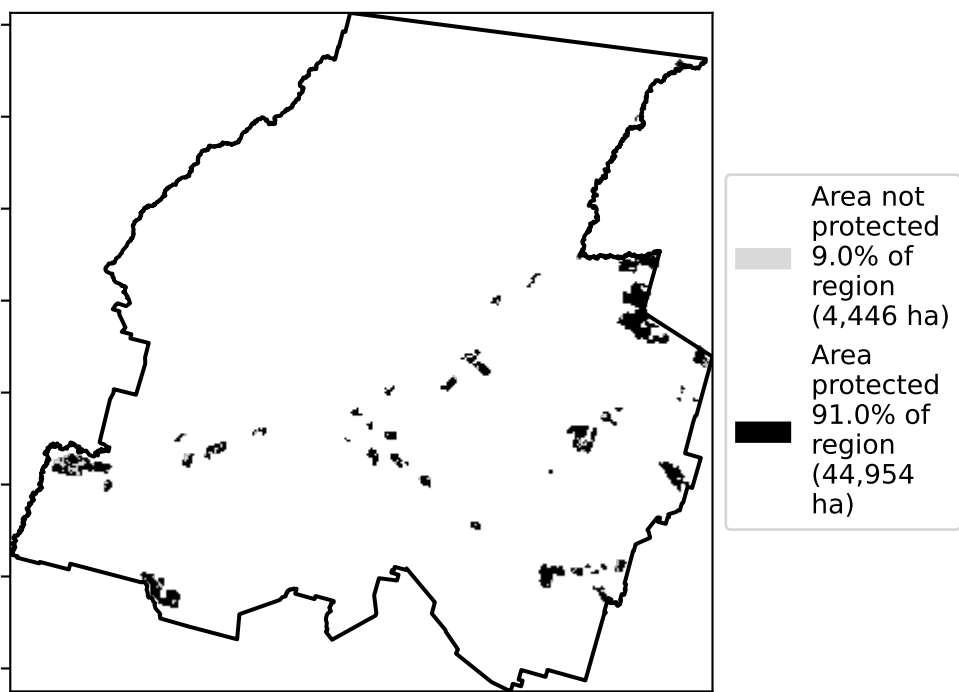 Area not
protected
9.0% of
region
(4,446 ha)
Area
protected
91.0% of
region
(44,954
ha)